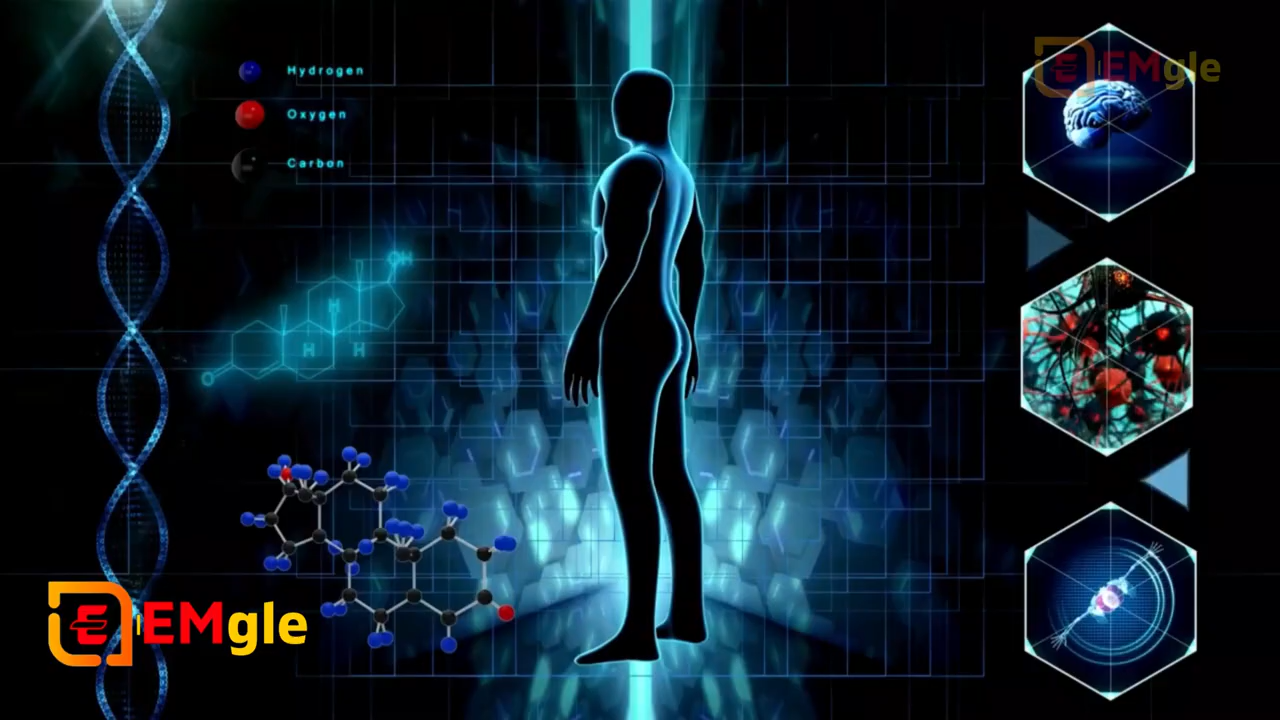 Hydrogen
Oxygen
Carbon
EMgle
OH
H
H
H
O
EMgle